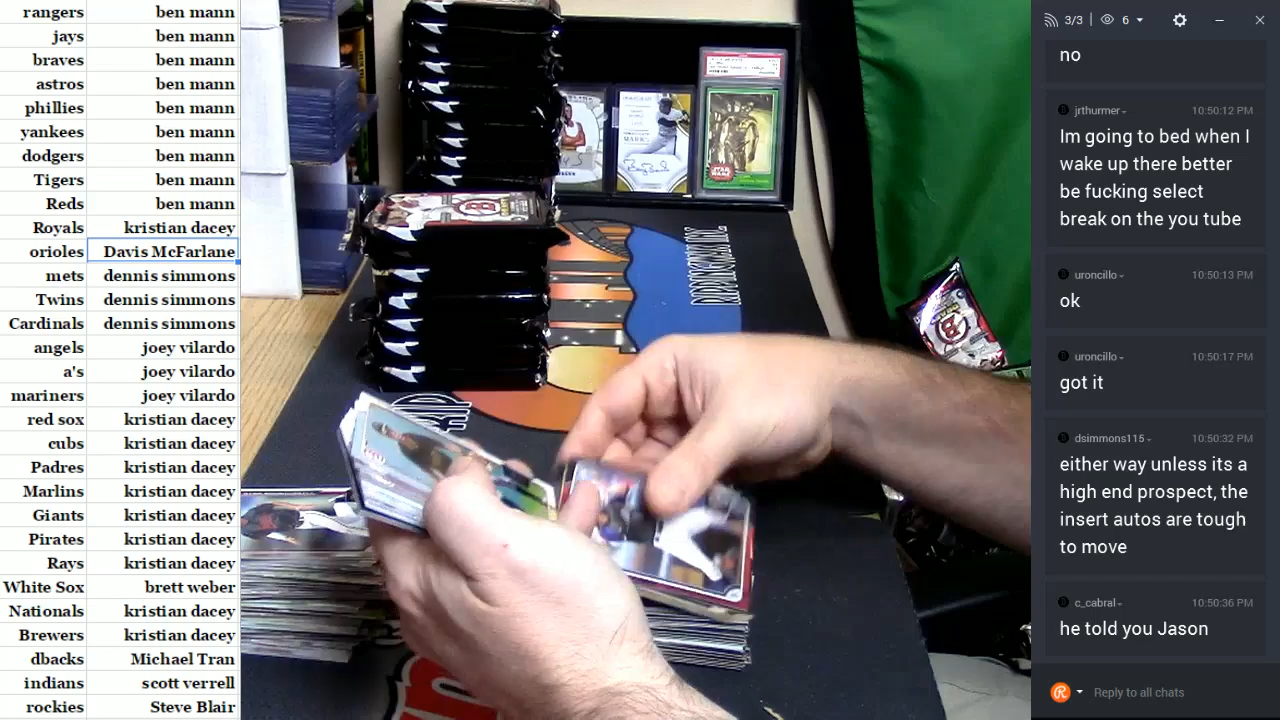 rangers ben mann
jays ben mann
braves ben mann
astros ben mann
phillies ben mann
yankees ben mann
dodgers ben mann
Tigers ben mann
Reds ben mann
Royals kristian dacey
orioles Davis McFarlane
mets dennis simmons
Twins dennis simmons
Cardinals dennis simmons
angels joey vilardo
a's joey vilardo
mariners joey vilardo
red sox kristian dacey
cubs kristian dacey
Padres kristian dacey
Marlins kristian dacey
Giants kristian dacey
Pirates kristian dacey
Rays kristian dacey
White Sox brett weber
Nationals kristian dacey
Brewers kristian dacey
dbacks Michael Tran
indians scott verrell
rockies Steve Blair
3/3 6
no
jrthurmer 10:50:12 PM
Im going to bed when I
wake up there better
be fucking select
break on the you tube
uroncillo 10:50:13 PM
ok
uroncillo 10:50:17 PM
got it
dsimmons115 10:50:32 PM
either way unless its a
high end prospect, the
insert autos are tough
to move
c_cabral 10:50:36 PM
he told you Jason
Reply to all chats